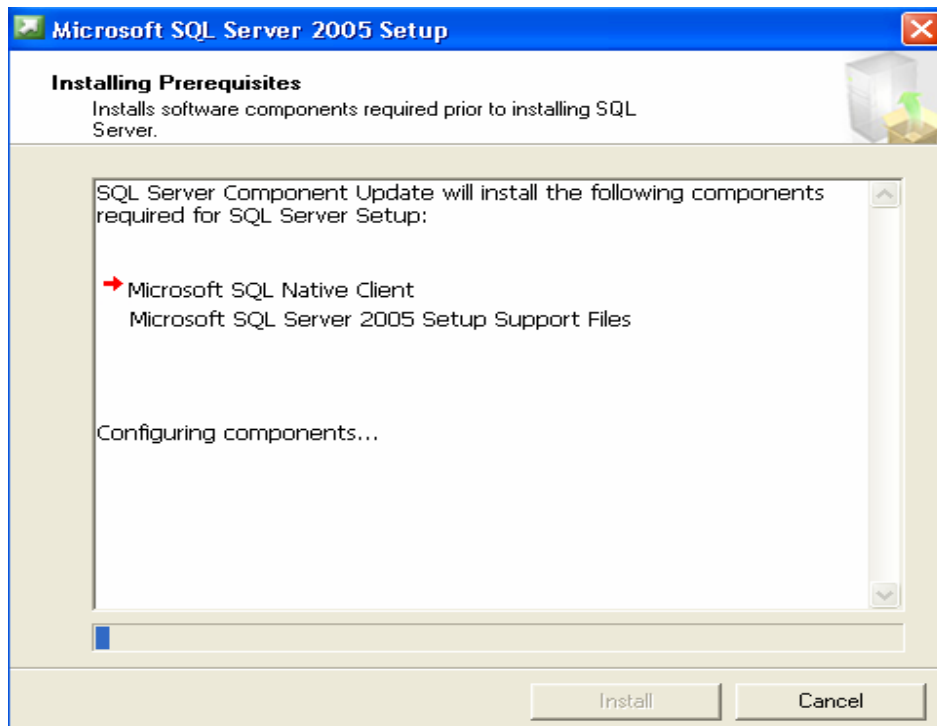 Microsoft SQL Server 2005 Setup
Installing Prerequisites
Installs software components required prior to installing SQL
Server.
SQL Server Component Update will install the following components
required for SQL Server Setup:
Microsoft SQL Native Client
Microsoft SQL Server 2005 Setup Support Files
Configuring components...
Install
Cancel